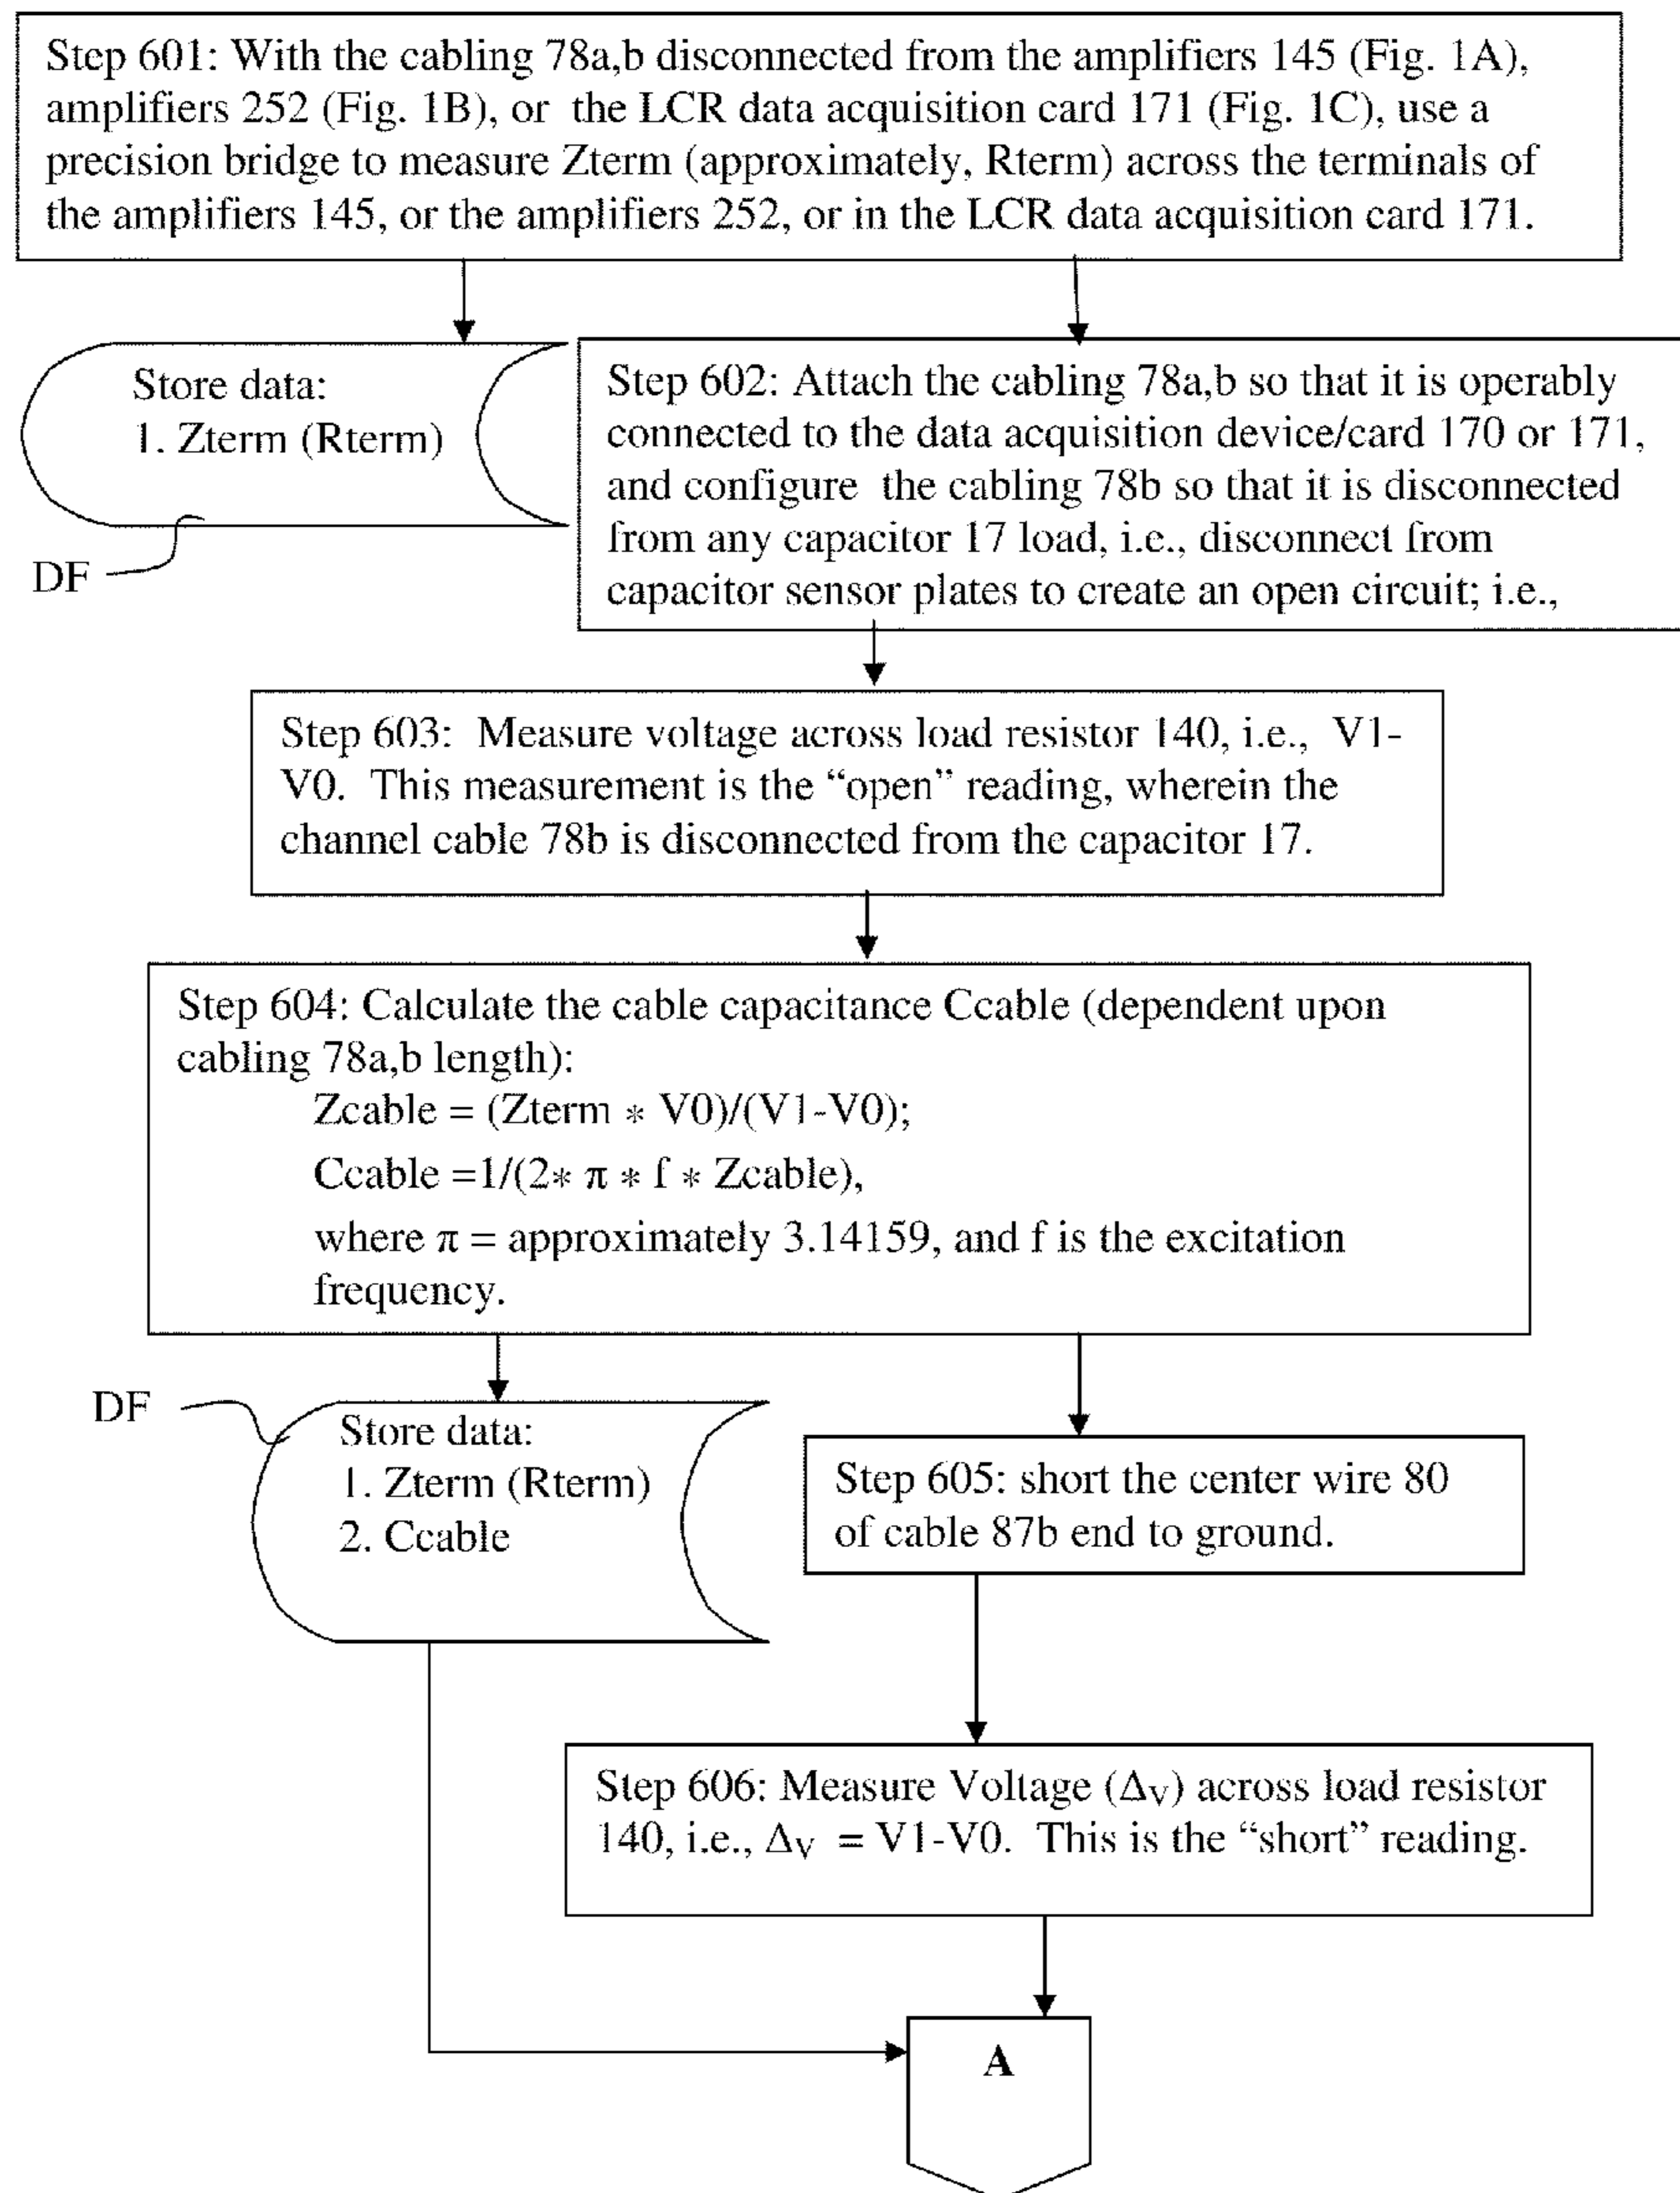 Step 601: With the cabling 78a,b disconnected from the amplifiers 145 (Fig. 1A),
amplifiers 252 (Fig. 1B), or the LCR data acquisition card 171 (Fig. 1C), use a
precision bridge to measure Zterm (approximately, Rterm) across the terminals of
the amplifiers 145, or the amplifiers 252, or in the LCR data acquisition card 171.
Store data:
1. Zterm (Rterm)
DF
Step 602: Attach the cabling 78a,b so that it is operably
connected to the data acquisition device/card 170 or 171,
and configure the cabling 78b so that it is disconnected
from any capacitor 17 load, i.e., disconnect from
capacitor sensor plates to create an open circuit; i.e.,
Step 603: Measure voltage across load resistor 140, i.e., V1-
V0. This measurement is the “open” reading, wherein the
channel cable 78b is disconnected from the capacitor 17.
Step 604: Calculate the cable capacitance Ccable (dependent upon
cabling 78a,b length):
Zcable = (Zterm * V0)/(V1-V0);
Ccable =1/(2* π * f * Zcable),
where π = approximately 3.14159, and f is the excitation
frequency.
DF
Store data:
1. Zterm (Rterm)
2. Ccable
Step 605: short the center wire 80
of cable 87b end to ground.
Step 606: Measure Voltage (ΔV) across load resistor
140, i.e., ΔV = V1-V0. This is the “short” reading.
A